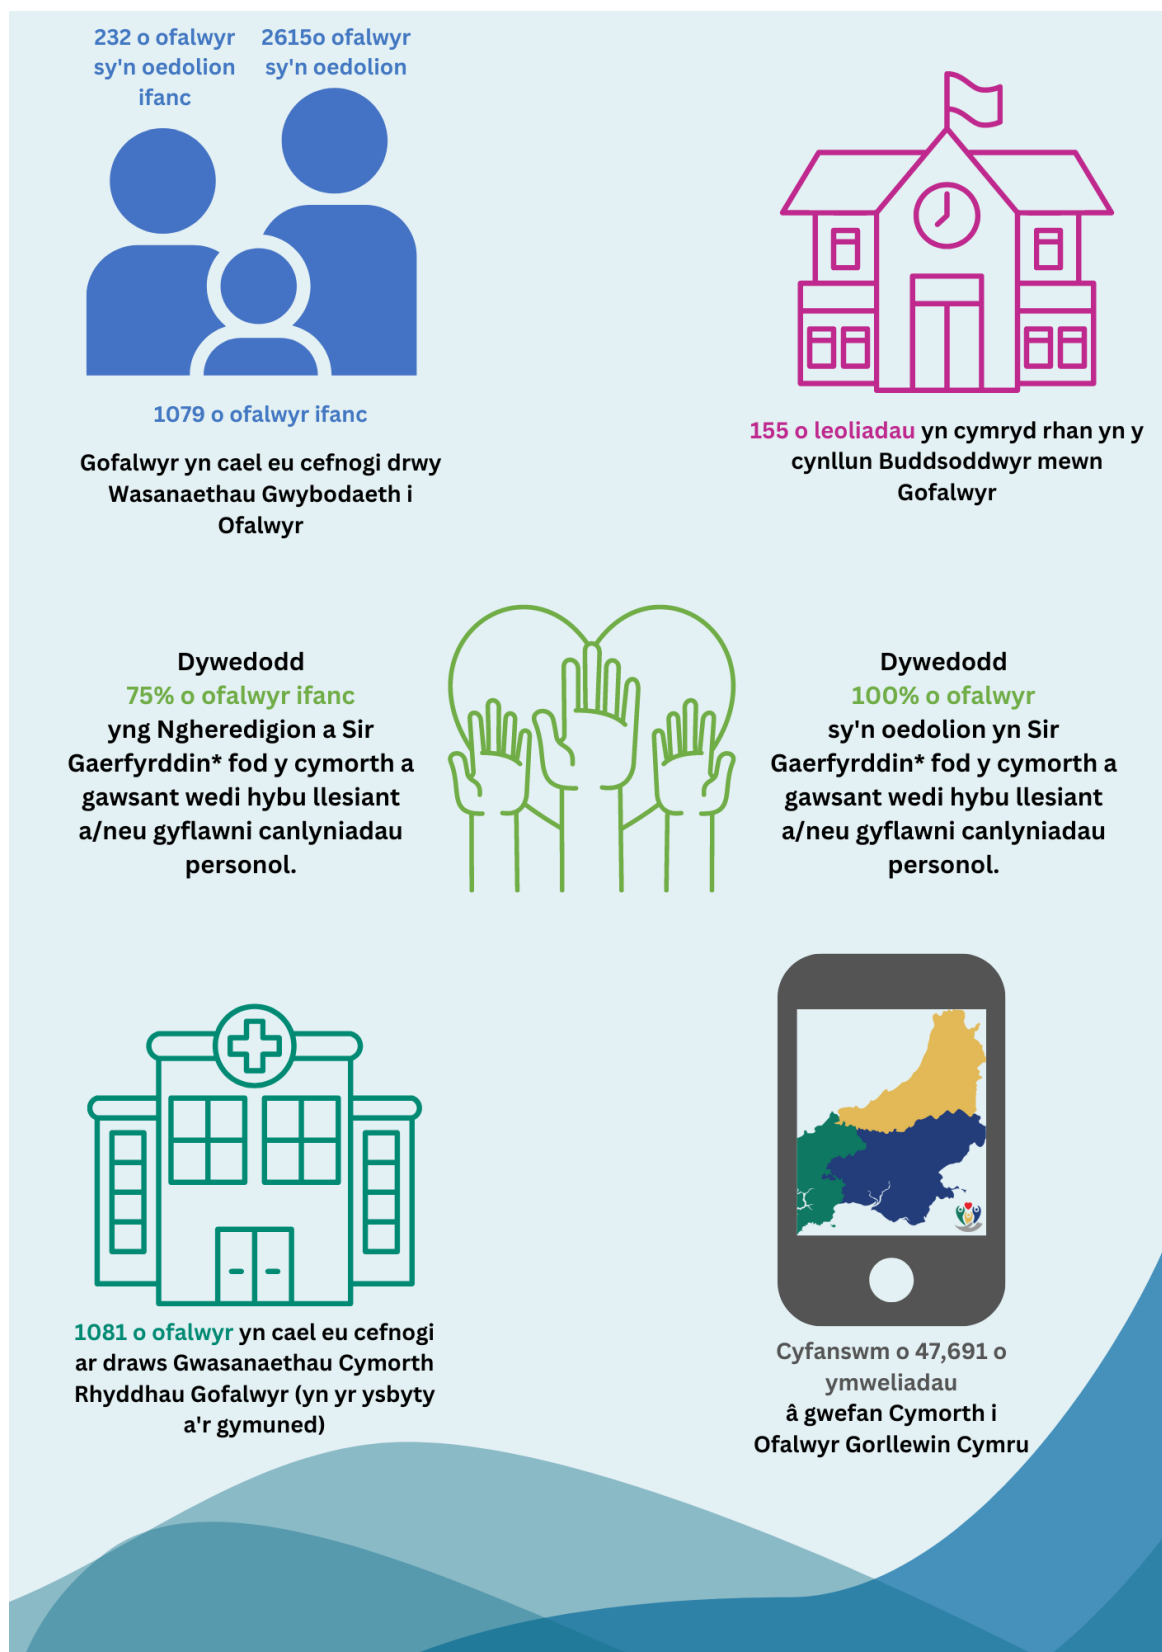 232 o ofalwyr
sy'n oedolion
ifanc
2615o ofalwyr
sy'n oedolion
1079 o ofalwyr ifanc
Gofalwyr yn cael eu cefnogi drwy
Wasanaethau Gwybodaeth i
Ofalwyr
155 o leoliadau yn cymryd rhan yn y
cynllun Buddsoddwyr mewn
Gofalwyr
Dywedodd
75% o ofalwyr ifanc
yng Ngheredigion a Sir
Gaerfyrddin* fod y cymorth a
gawsant wedi hybu llesiant
a/neu gyflawni canlyniadau
personol.
Dywedodd
100% o ofalwyr
sy'n oedolion yn Sir
Gaerfyrddin* fod y cymorth a
gawsant wedi hybu llesiant
a/neu gyflawni canlyniadau
personol.
1081 o ofalwyr yn cael eu cefnogi
ar draws Gwasanaethau Cymorth
Rhyddhau Gofalwyr (yn yr ysbyty
a'r gymuned)
Cyfanswm o 47,691 o
ymweliadau
â gwefan Cymorth i
Ofalwyr Gorllewin Cymru